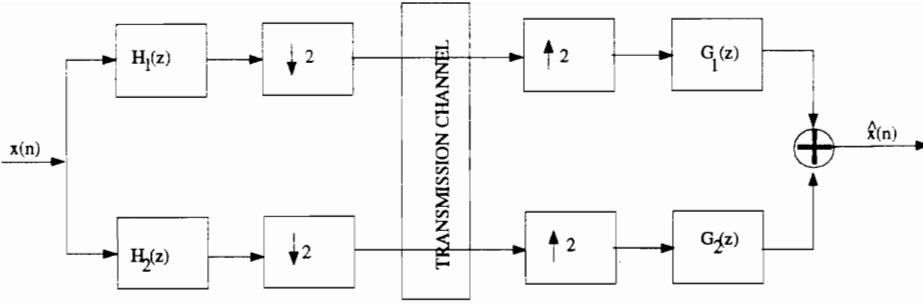 H1(z)
↓ 2
TRANSMISSION CHANNEL
↑ 2
G1(z)
x(n)
x̂(n)
H2(z)
↓ 2
↑ 2
G2(z)